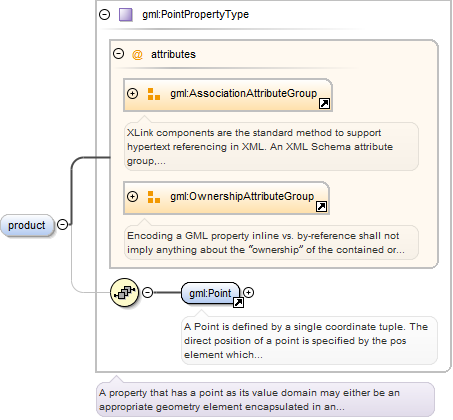 gml:PointPropertyType
@ attributes
gml:AssociationAttributeGroup
XLink components are the standard method to support
hypertext referencing in XML. An XML Schema attribute
group,...
gml:OwnershipAttributeGroup
Encoding a GML property inline vs. by-reference shall not
imply anything about the "ownership" of the contained or...
product
gml:Point
A Point is defined by a single coordinate tuple. The
direct position of a point is specified by the pos
element which...
A property that has a point as its value domain may either be an
appropriate geometry element encapsulated in an...